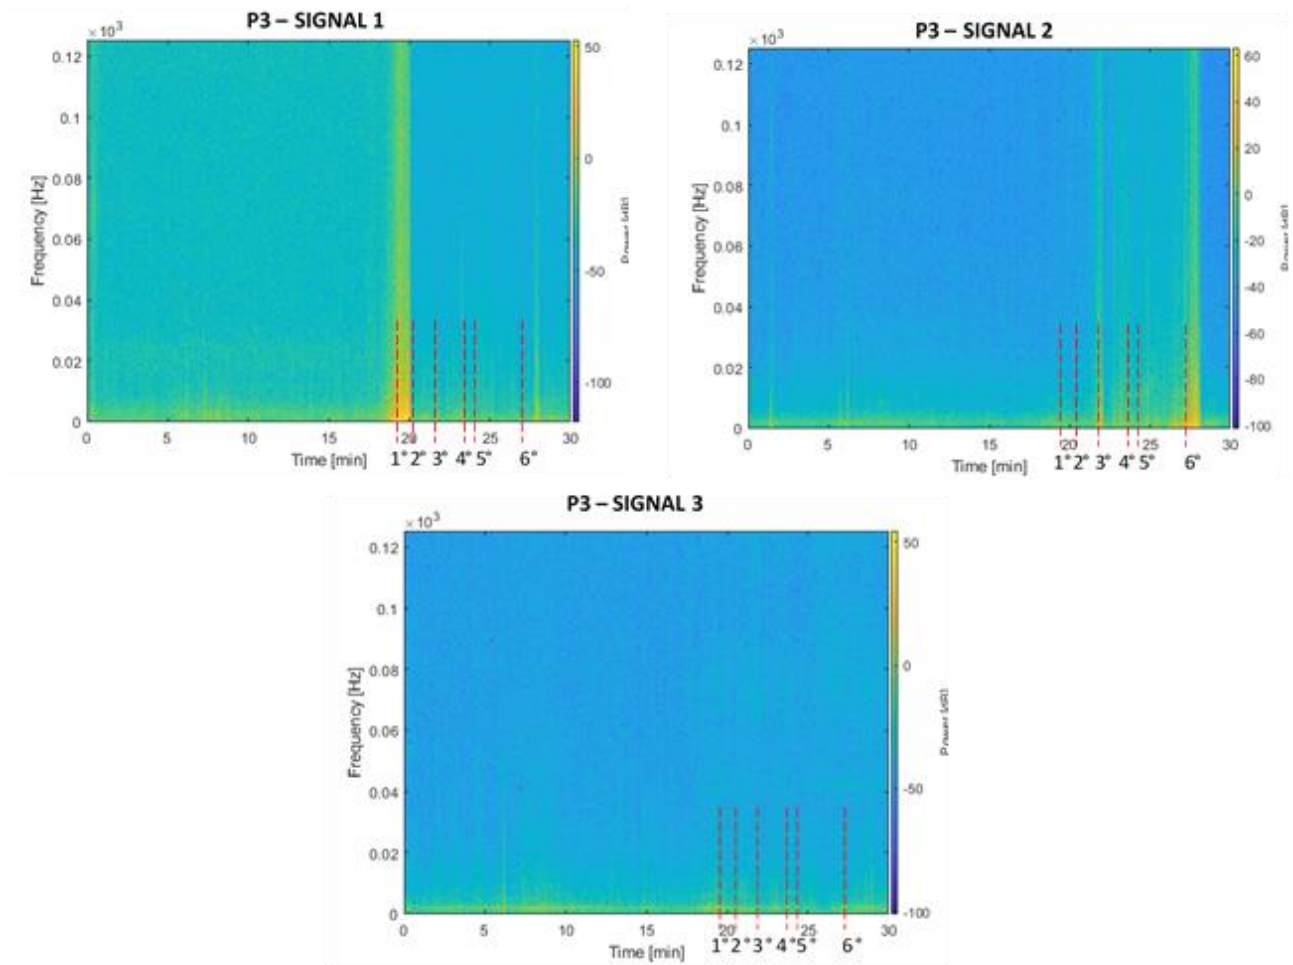 P3 – SIGNAL 1
×10³
0.12
0.1
0.08
0.06
0.04
0.02
0
Frequency [Hz]
0 5 10 15 20 25 30
Time [min]
1° 2° 3° 4° 5° 6°
50
0
-50
-100
Power [dB]
P3 – SIGNAL 2
×10³
0.12
0.1
0.08
0.06
0.04
0.02
0
Frequency [Hz]
0 5 10 15 20 25 30
Time [min]
1° 2° 3° 4° 5° 6°
60
40
20
0
-20
-40
-60
-80
-100
Power [dB]
P3 – SIGNAL 3
×10³
0.12
0.1
0.08
0.06
0.04
0.02
0
Frequency [Hz]
0 5 10 15 20 25 30
Time [min]
1° 2° 3° 4° 5° 6°
50
0
-50
-100
Power [dB]